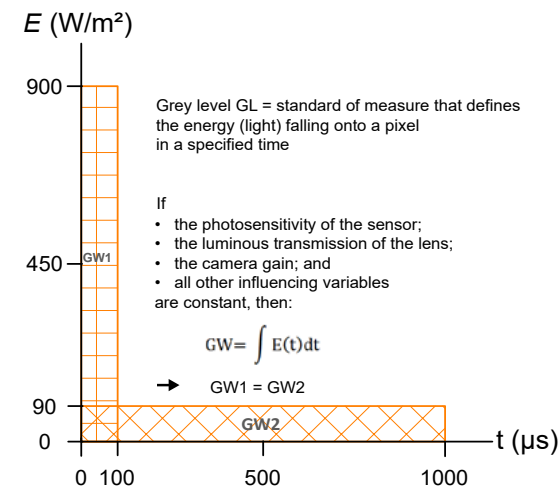 E (W/m²)
900
Grey level GL = standard of measure that defines
the energy (light) falling onto a pixel
in a specified time
If
• the photosensitivity of the sensor;
• the luminous transmission of the lens;
GW1
450
• the camera gain; and
• all other influencing variables
are constant, then:
GW= ∫ E(t)dt
→ GW1 = GW2
90
GW2
0
t (µs)
0 100 500 1000